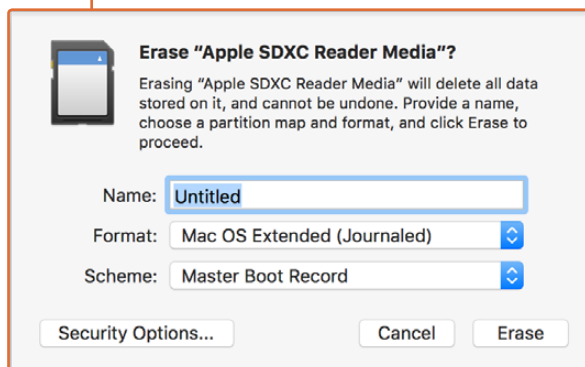 Erase “Apple SDXC Reader Media”?
Erasing “Apple SDXC Reader Media” will delete all data
stored on it, and cannot be undone. Provide a name,
choose a partition map and format, and click Erase to
proceed.
Name: Untitled
Format: Mac OS Extended (Journaled)
Scheme: Master Boot Record
Security Options... Cancel Erase